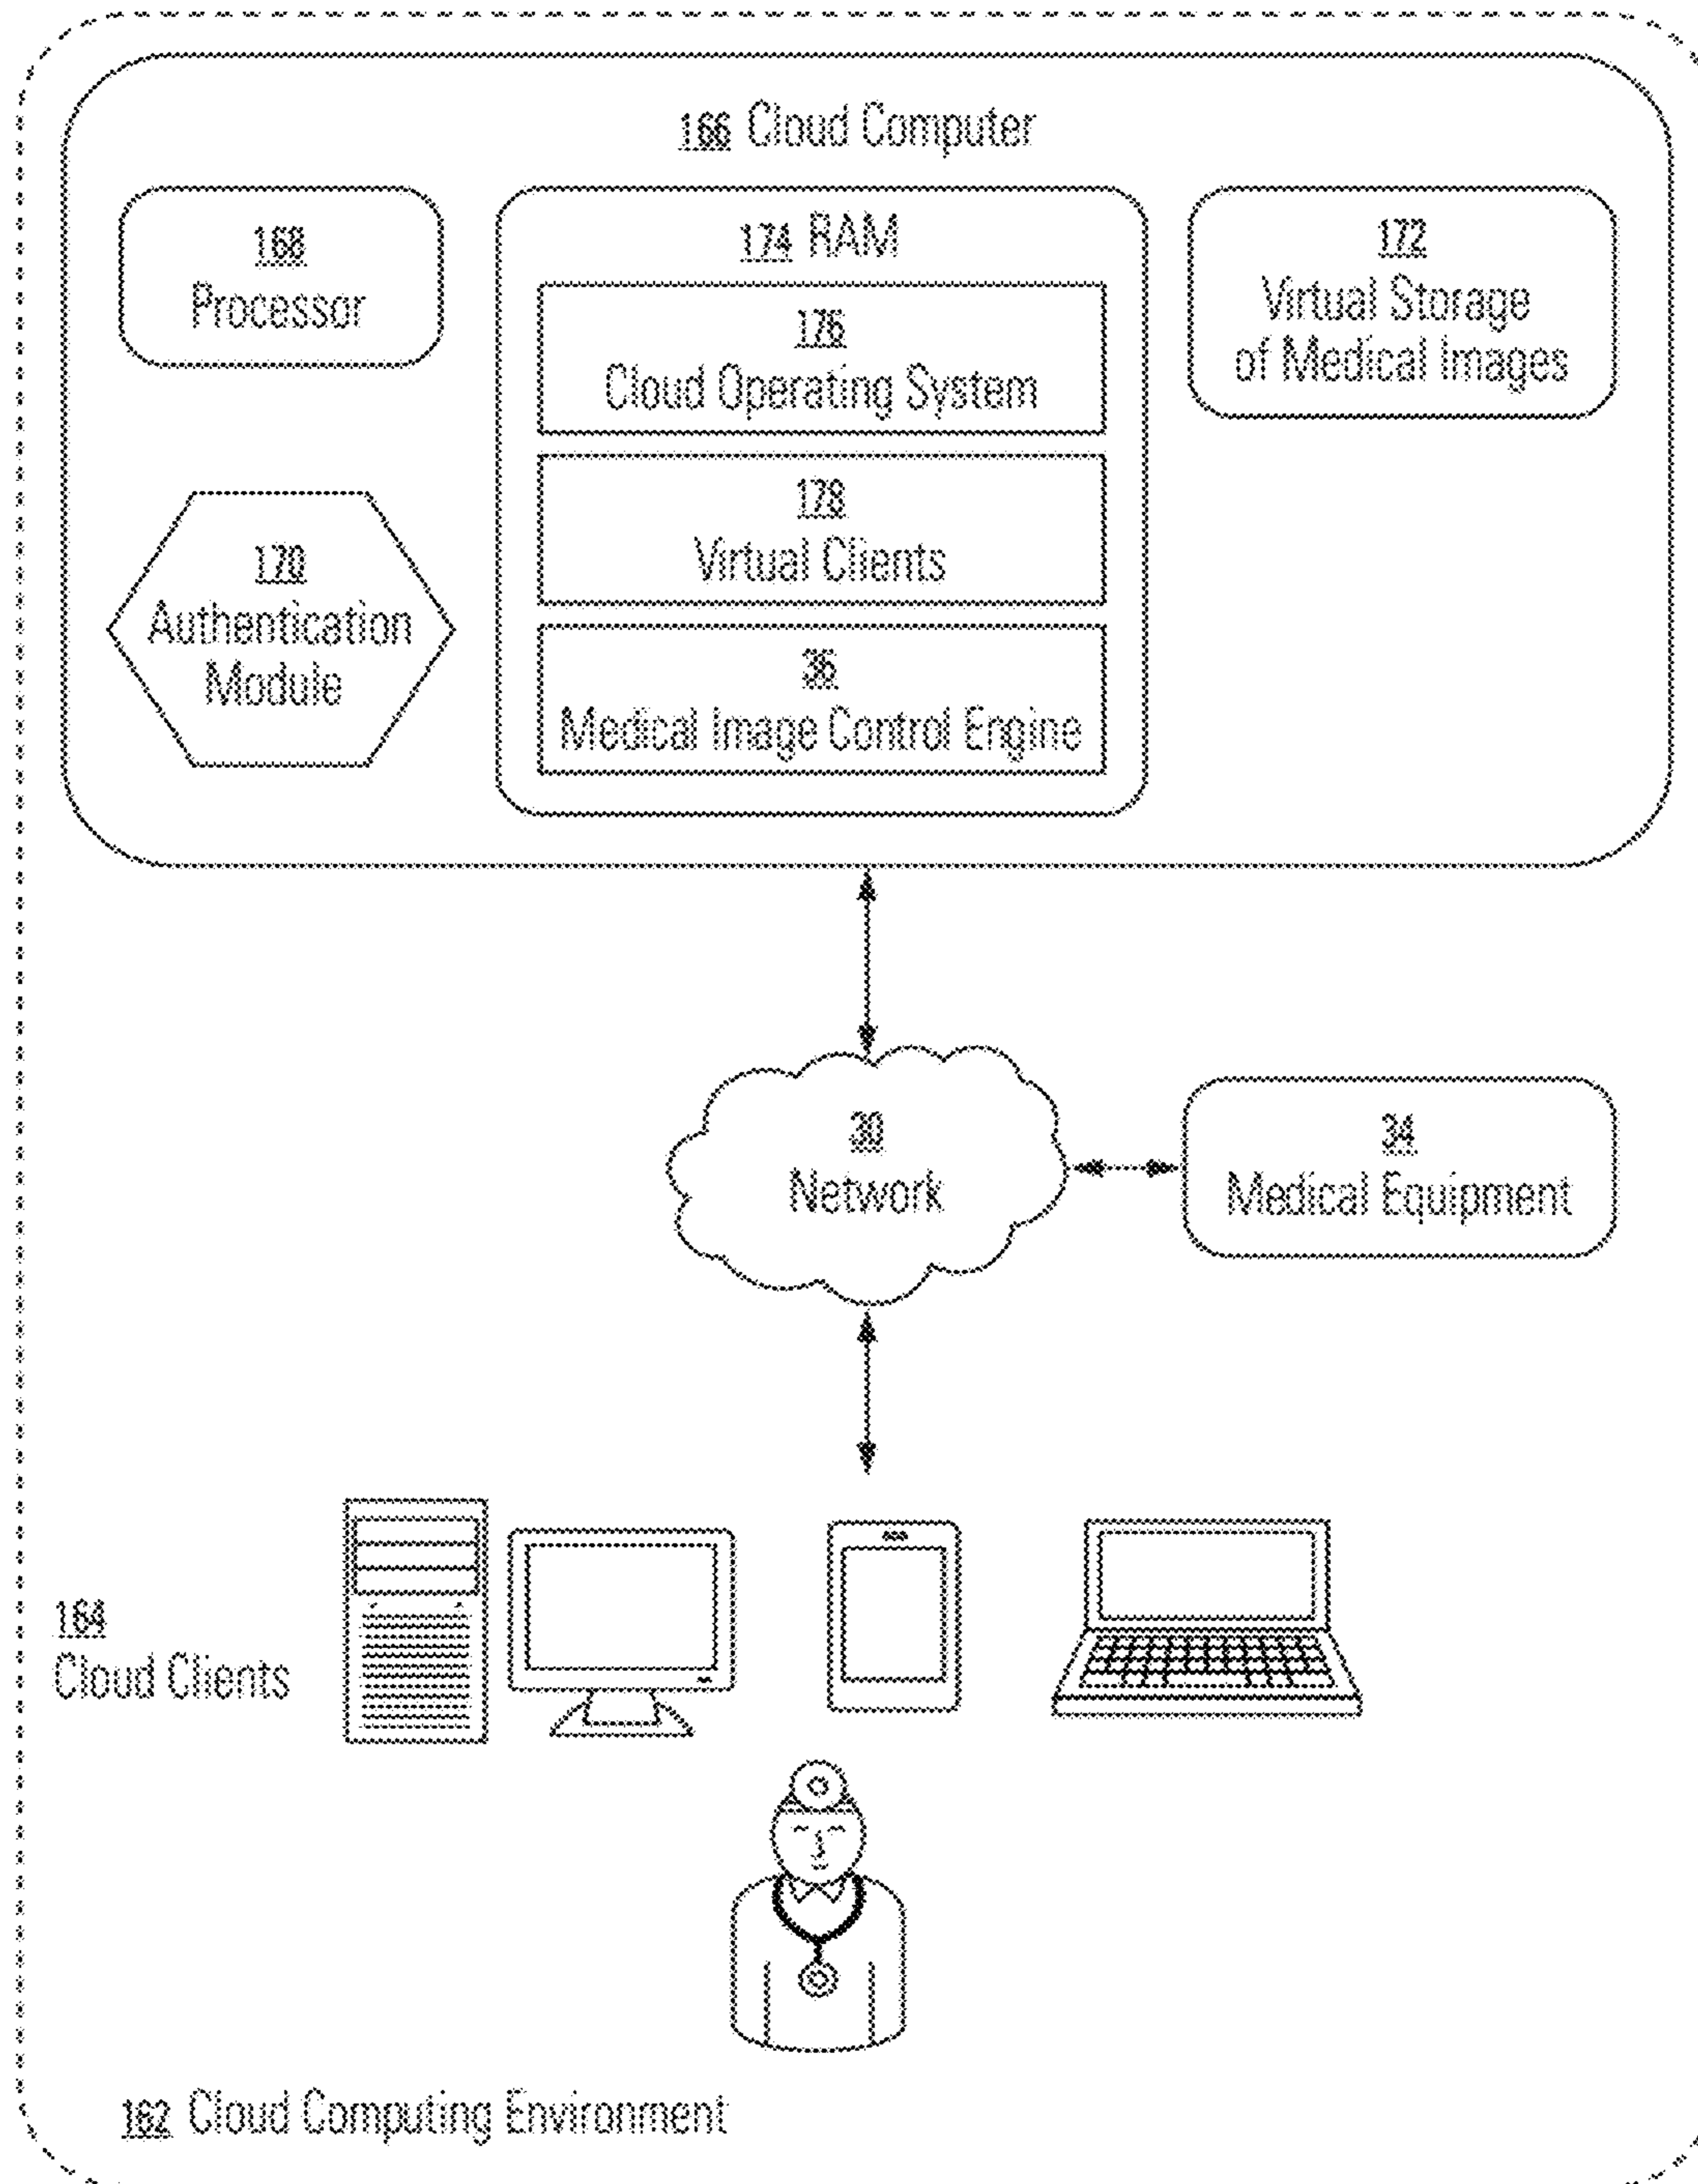 166 Cloud Computer
168
Processor
174 RAM
176
Cloud Operating System
178
Virtual Clients
36
Medical Image Control Engine
172
Virtual Storage
of Medical Images
170
Authentication
Module
30
Network
34
Medical Equipment
164
Cloud Clients
162 Cloud Computing Environment